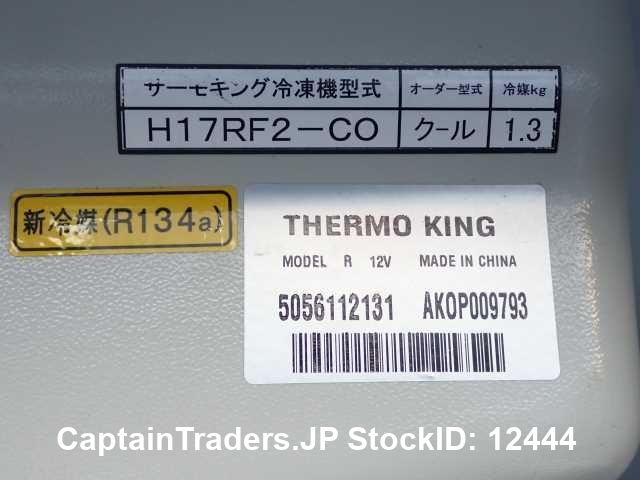 サーモキング冷凍機型式 オーダー型式 冷媒kg
H17RF2-CO クール 1.3
新冷媒(R134a)
THERMO KING
MODEL R 12V MADE IN CHINA
5056112131 AKOP009793
CaptainTraders.JP StockID: 12444